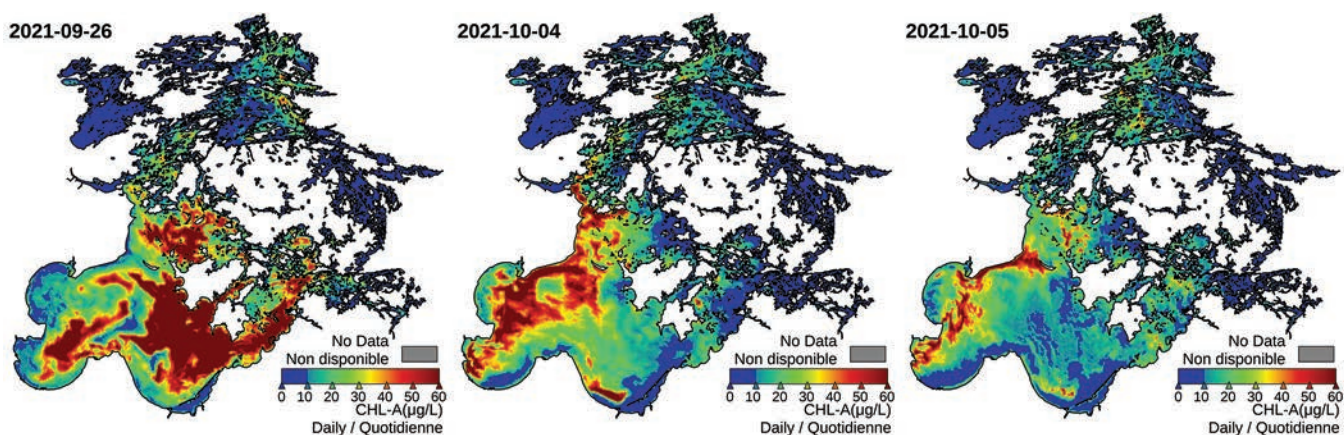 2021-09-26
No Data
Non disponible
0 10 20 30 40 50 60
CHL-A(µg/L)
Daily / Quotidienne
2021-10-04
No Data
Non disponible
0 10 20 30 40 50 60
CHL-A(µg/L)
Daily / Quotidienne
2021-10-05
No Data
Non disponible
0 10 20 30 40 50 60
CHL-A(µg/L)
Daily / Quotidienne